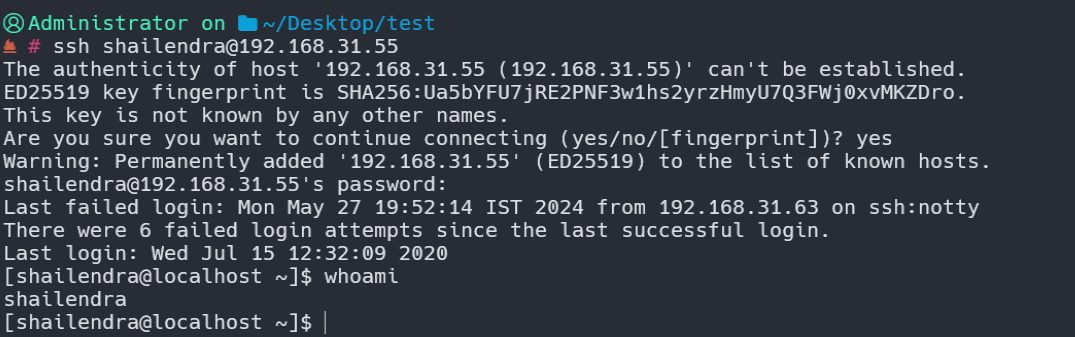 Administrator on ~/Desktop/test
# ssh shailendra@192.168.31.55
The authenticity of host '192.168.31.55 (192.168.31.55)' can't be established.
ED25519 key fingerprint is SHA256:Ua5bYFU7jRE2PNF3w1hs2yrzHmyU7Q3FWj0xvMKZDro.
This key is not known by any other names.
Are you sure you want to continue connecting (yes/no/[fingerprint])? yes
Warning: Permanently added '192.168.31.55' (ED25519) to the list of known hosts.
shailendra@192.168.31.55's password:
Last failed login: Mon May 27 19:52:14 IST 2024 from 192.168.31.63 on ssh:notty
There were 6 failed login attempts since the last successful login.
Last login: Wed Jul 15 12:32:09 2020
[shailendra@localhost ~]$ whoami
shailendra
[shailendra@localhost ~]$